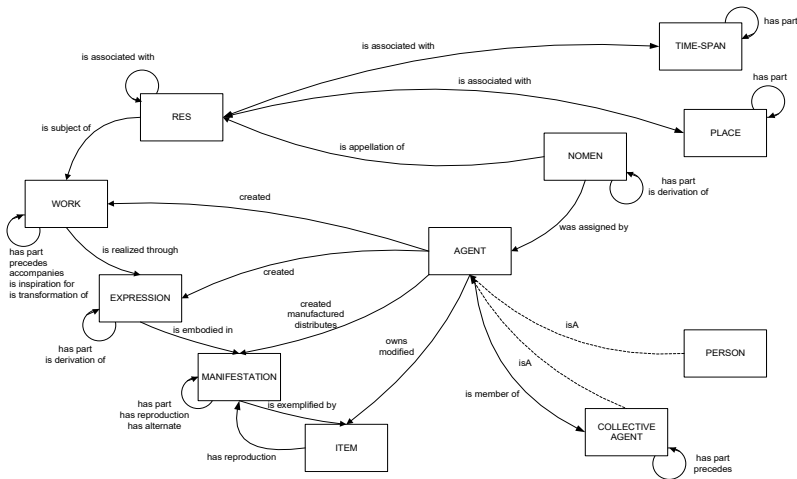 has part
TIME-SPAN
is associated with
is associated with
is associated with
has part
RES
PLACE
is subject of
is appellation of
NOMEN
has part
is derivation of
WORK
created
was assigned by
has part
precedes
accompanies
is inspiration for
is transformation of
is realized through
AGENT
created
EXPRESSION
created
manufactured
distributes
has part
is derivation of
is embodied in
isA
PERSON
owns
modified
isA
MANIFESTATION
has part
has reproduction
has alternate
is exemplified by
is member of
COLLECTIVE
AGENT
has reproduction
ITEM
has part
precedes